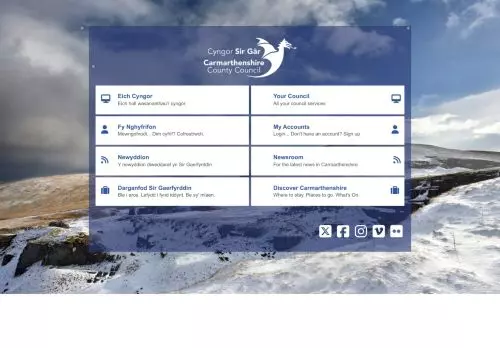 Cyngor Sir Gâr
Carmarthenshire
County Council
Eich Cyngor
Eich holl wasanaethau'r cyngor.
Your Council
All your council services
Fy Nghyfrifon
Mewngofnodi... Dim cyfrif? Cofrestrwch.
My Accounts
Login... Don't have an account? Sign up
Newyddion
Y newyddion diweddaraf yn Sir Gaerfyrddin
Newsroom
For the latest news in Carmarthenshire
Darganfod Sir Gaerfyrddin
Ble i aros. Lefydd i fynd iddynt. Be sy' mlaen.
Discover Carmarthenshire
Where to stay. Places to go. What's On.